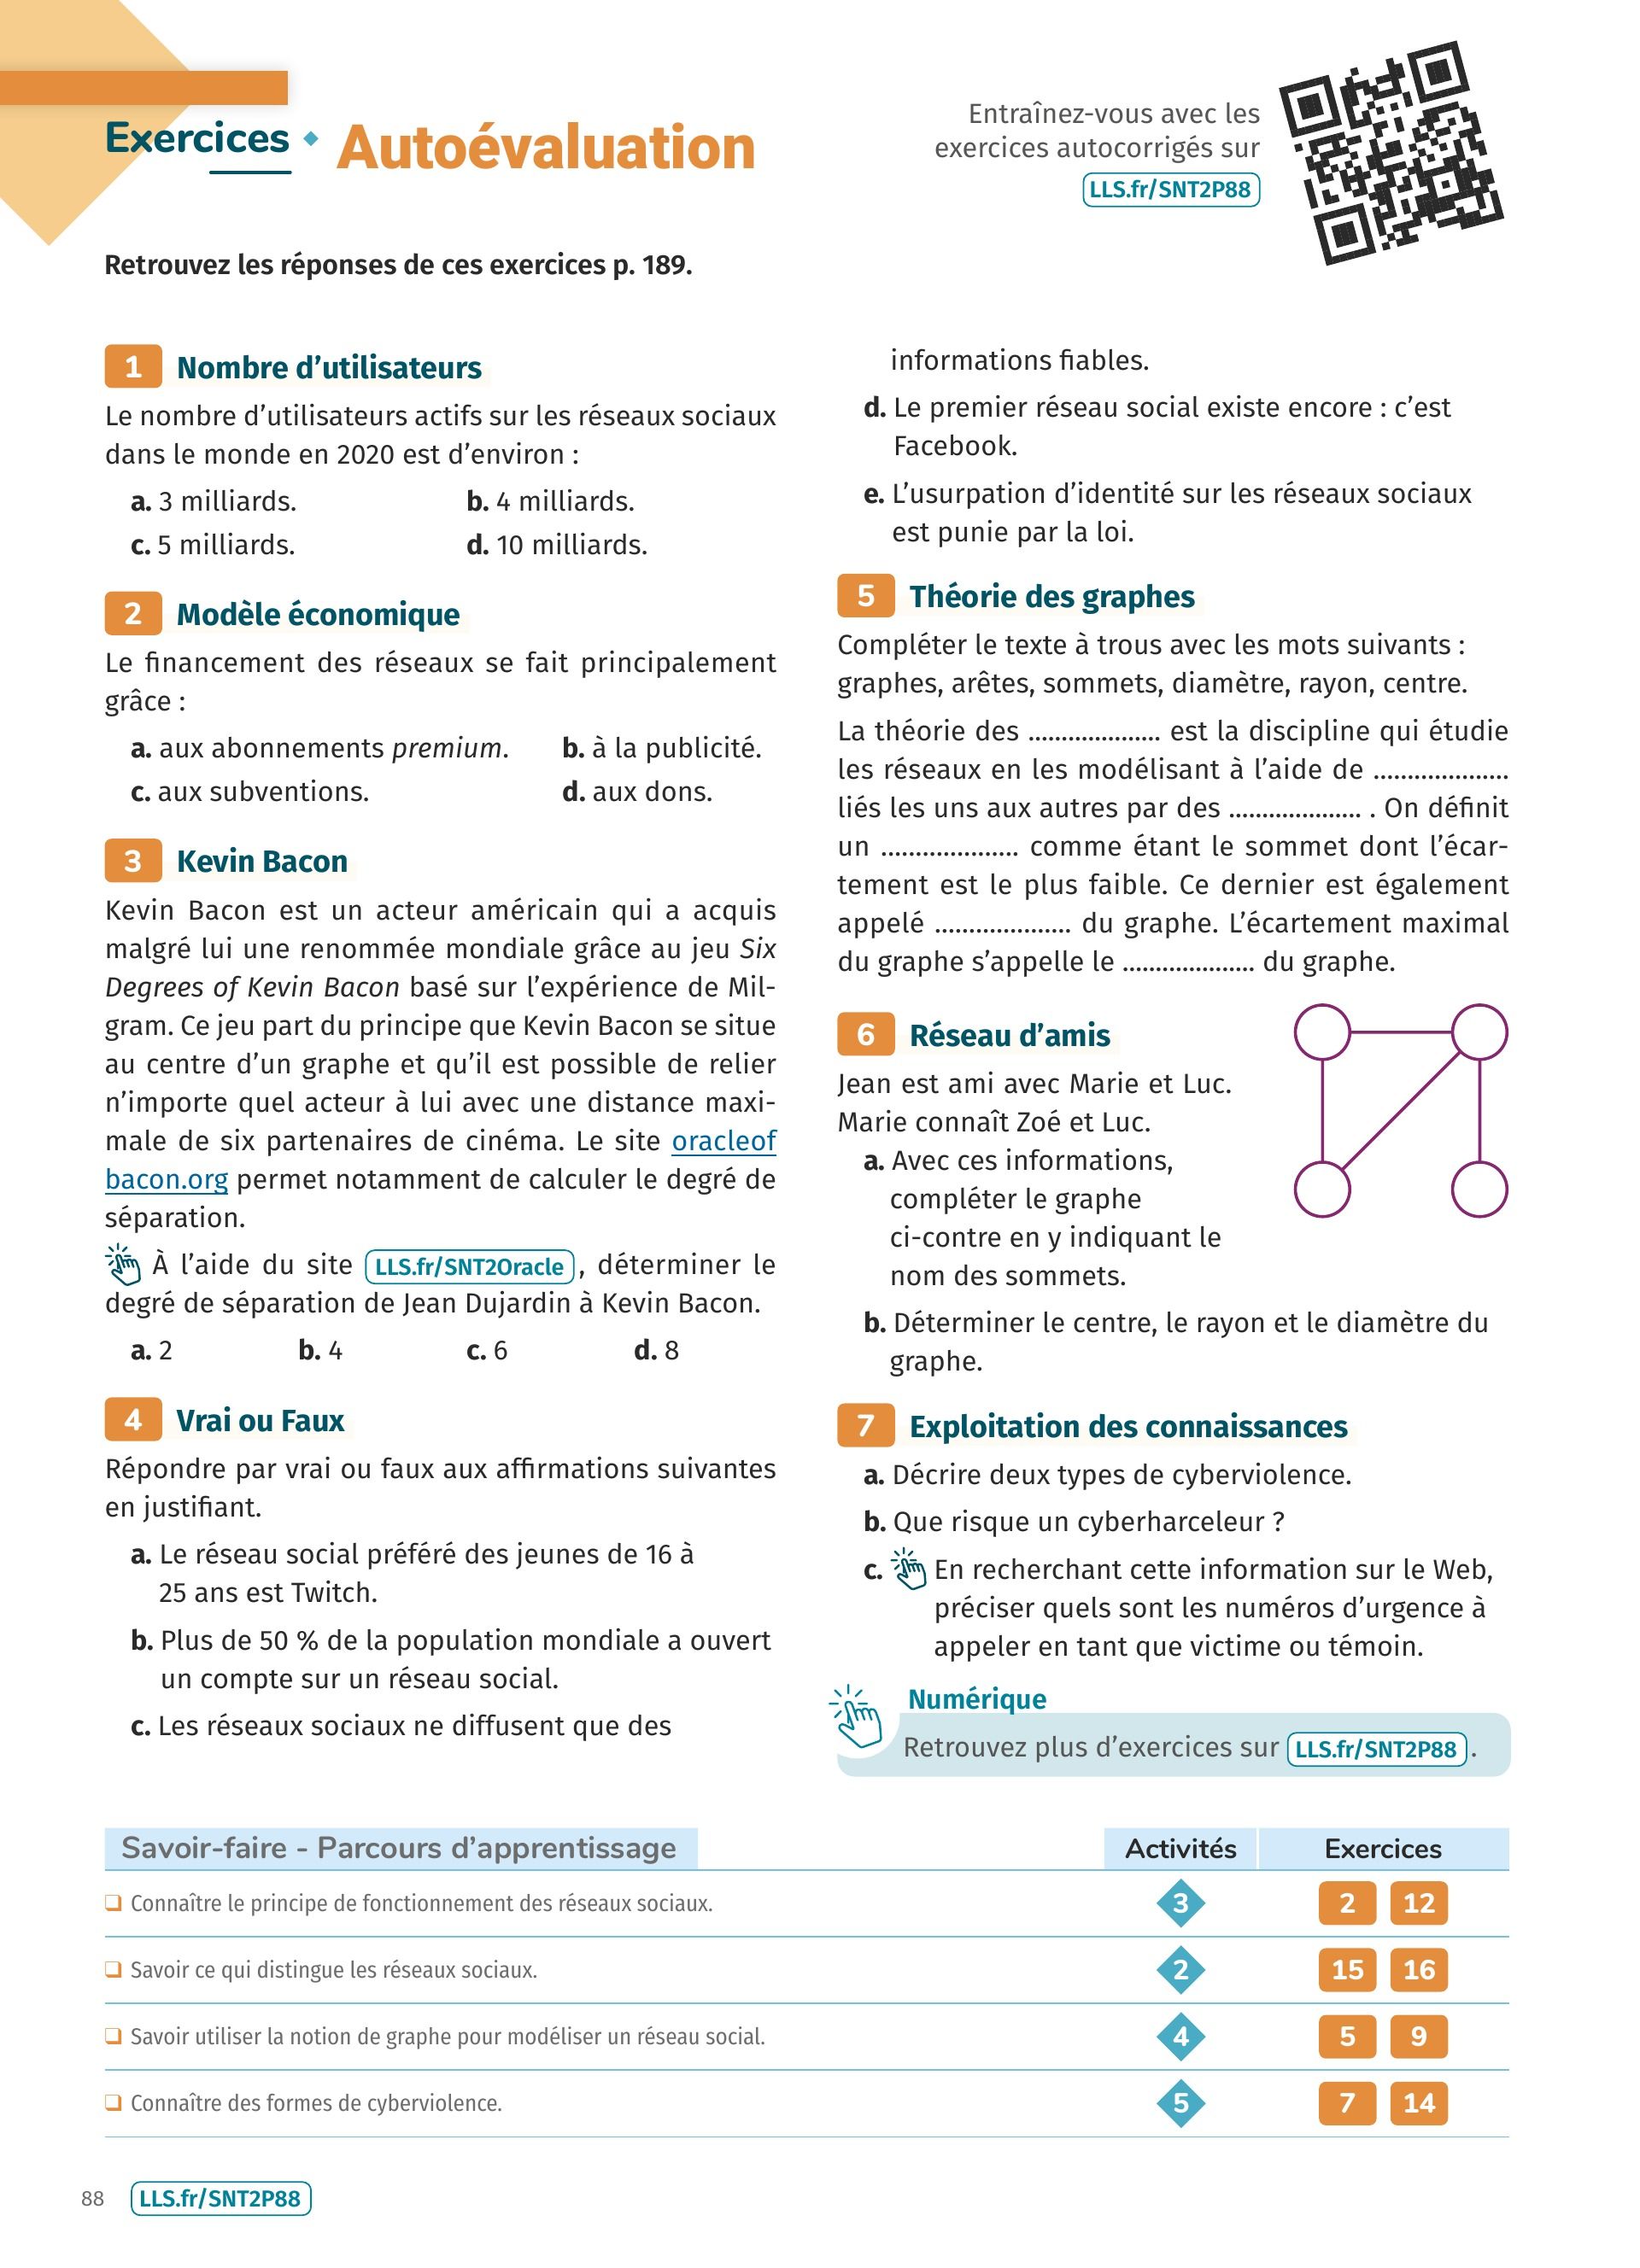 Exercices
Autoévaluation
Entraînez-vous avec les
exercices autocorrigés sur
LLS.fr/SNT2P88
Retrouvez les réponses de ces exercices p. 189.
1 Nombre d’utilisateurs
Le nombre d’utilisateurs actifs sur les réseaux sociaux
dans le monde en 2020 est d’environ :
a. 3 milliards. b. 4 milliards.
c. 5 milliards. d. 10 milliards.
2 Modèle économique
Le financement des réseaux se fait principalement
grâce :
a. aux abonnements premium. b. à la publicité.
c. aux subventions. d. aux dons.
3 Kevin Bacon
Kevin Bacon est un acteur américain qui a acquis
malgré lui une renommée mondiale grâce au jeu Six
Degrees of Kevin Bacon basé sur l’expérience de Mil-
gram. Ce jeu part du principe que Kevin Bacon se situe
au centre d’un graphe et qu’il est possible de relier
n’importe quel acteur à lui avec une distance maxi-
male de six partenaires de cinéma. Le site oracleof
bacon.org permet notamment de calculer le degré de
séparation.
À l’aide du site LLS.fr/SNT2Oracle , déterminer le
degré de séparation de Jean Dujardin à Kevin Bacon.
a. 2 b. 4 c. 6 d. 8
4 Vrai ou Faux
Répondre par vrai ou faux aux affirmations suivantes
en justifiant.
a. Le réseau social préféré des jeunes de 16 à
25 ans est Twitch.
b. Plus de 50 % de la population mondiale a ouvert
un compte sur un réseau social.
c. Les réseaux sociaux ne diffusent que des
informations fiables.
d. Le premier réseau social existe encore : c’est
Facebook.
e. L’usurpation d’identité sur les réseaux sociaux
est punie par la loi.
5 Théorie des graphes
Compléter le texte à trous avec les mots suivants :
graphes, arêtes, sommets, diamètre, rayon, centre.
La théorie des .................... est la discipline qui étudie
les réseaux en les modélisant à l’aide de ....................
liés les uns aux autres par des .................... . On définit
un .................... comme étant le sommet dont l’écar-
tement est le plus faible. Ce dernier est également
appelé .................... du graphe. L’écartement maximal
du graphe s’appelle le .................... du graphe.
6 Réseau d’amis
Jean est ami avec Marie et Luc.
Marie connaît Zoé et Luc.
a. Avec ces informations,
compléter le graphe
ci-contre en y indiquant le
nom des sommets.
b. Déterminer le centre, le rayon et le diamètre du
graphe.
7 Exploitation des connaissances
a. Décrire deux types de cyberviolence.
b. Que risque un cyberharceleur ?
c. En recherchant cette information sur le Web,
préciser quels sont les numéros d’urgence à
appeler en tant que victime ou témoin.
Numérique
Retrouvez plus d’exercices sur LLS.fr/SNT2P88 .
Savoir-faire - Parcours d’apprentissage Activités Exercices
Connaître le principe de fonctionnement des réseaux sociaux. 3 2 12
Savoir ce qui distingue les réseaux sociaux. 2 15 16
Savoir utiliser la notion de graphe pour modéliser un réseau social. 4 5 9
Connaître des formes de cyberviolence. 5 7 14
88 LLS.fr/SNT2P88